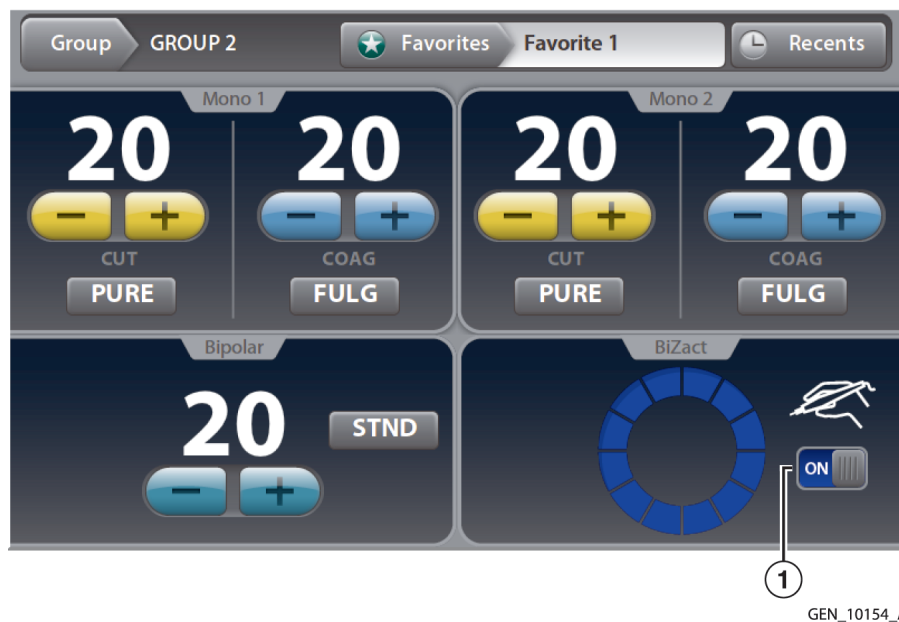 Group GROUP 2 Favorites Favorite 1 Recents
Mono 1 Mono 2
20 20 20 20
− + − + − + − +
CUT COAG CUT COAG
PURE FULG PURE FULG
Bipolar BiZact
20 STND
− +
ON
1
GEN_10154_